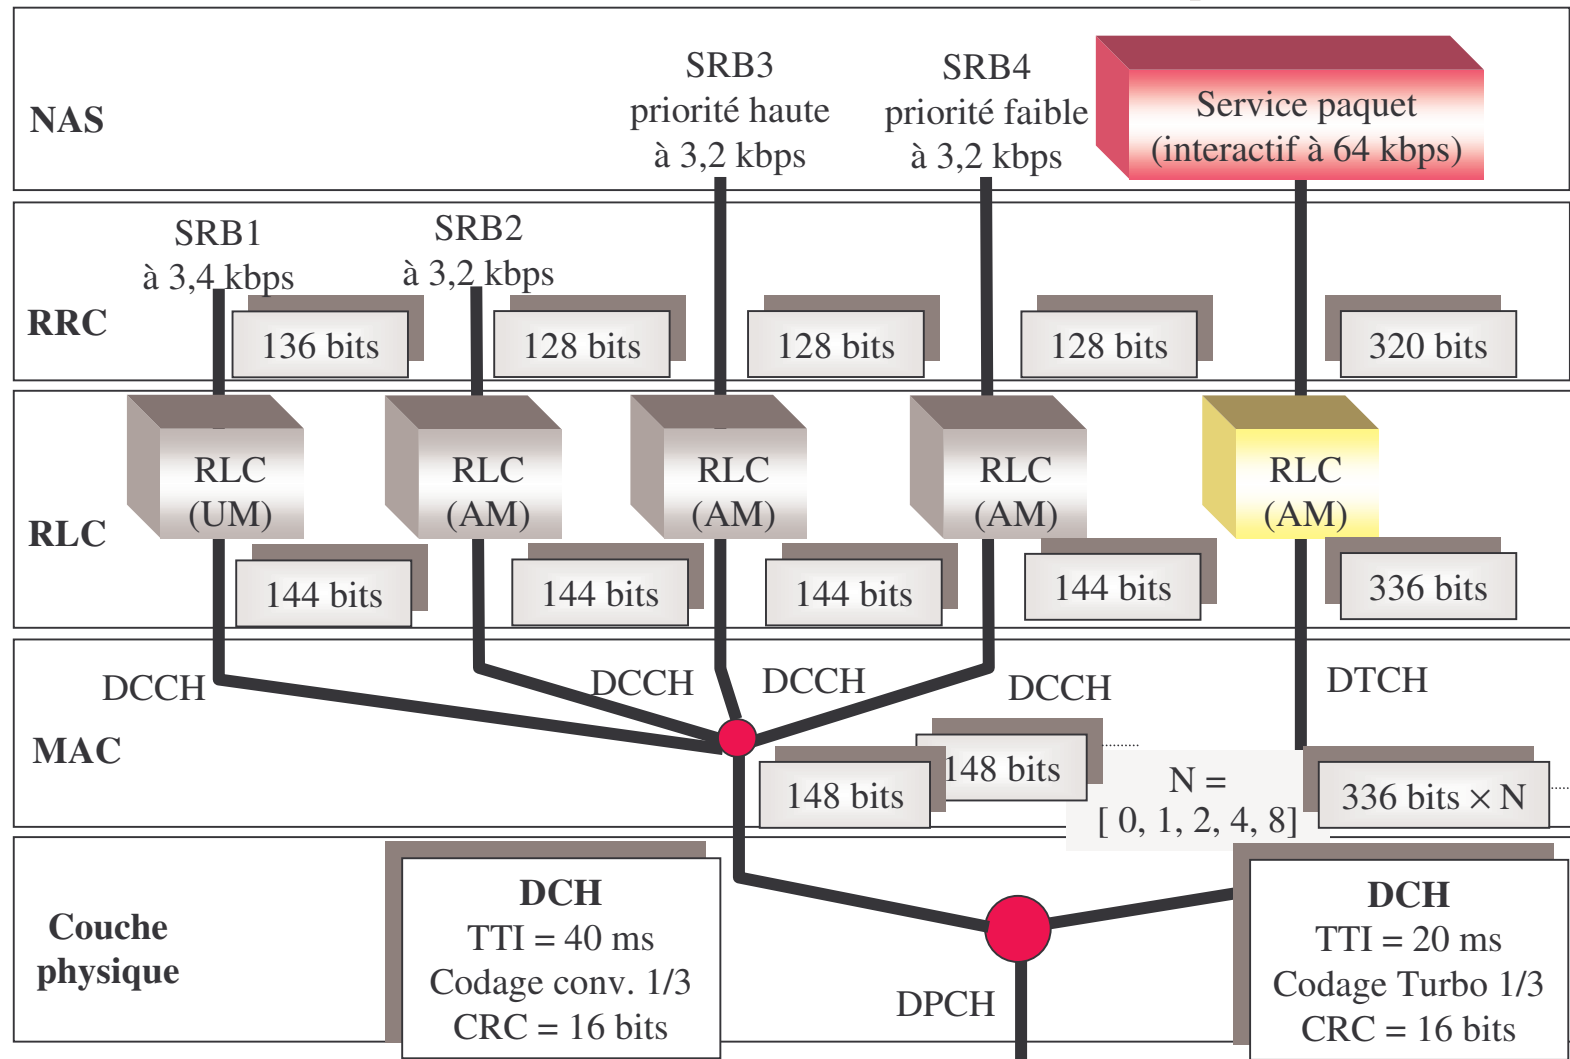 NAS
SRB3
priorité haute
à 3,2 kbps
SRB4
priorité faible
à 3,2 kbps
Service paquet
(interactif à 64 kbps)
RRC
SRB1
à 3,4 kbps
SRB2
à 3,2 kbps
136 bits
128 bits
128 bits
128 bits
320 bits
RLC
RLC
(UM)
RLC
(AM)
RLC
(AM)
RLC
(AM)
RLC
(AM)
144 bits
144 bits
144 bits
144 bits
336 bits
MAC
DCCH
DCCH
DCCH
DCCH
DTCH
148 bits
148 bits
N =
[ 0, 1, 2, 4, 8]
336 bits × N
Couche
physique
DCH
TTI = 40 ms
Codage conv. 1/3
CRC = 16 bits
DPCH
DCH
TTI = 20 ms
Codage Turbo 1/3
CRC = 16 bits